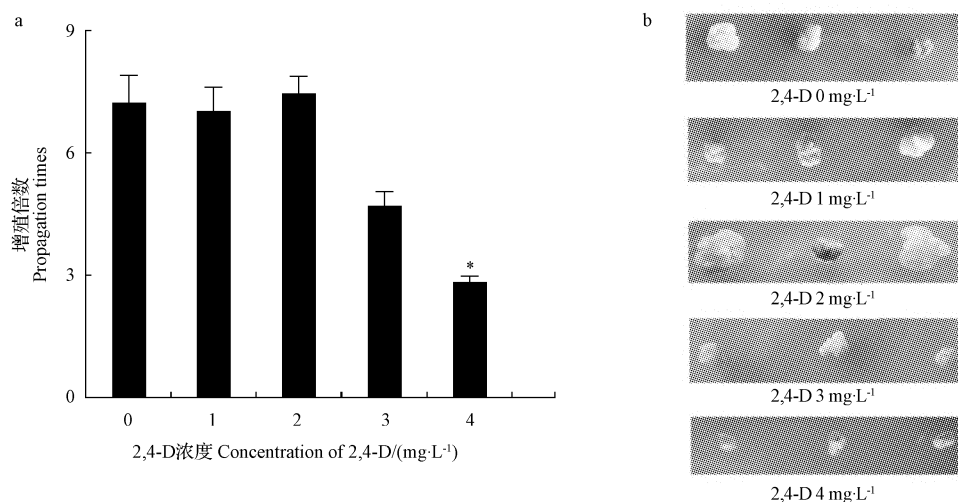 a
9
6
3
0
增殖倍数
Propagation times
*
0 1 2 3 4
2,4-D浓度 Concentration of 2,4-D/(mg·L⁻¹)
b
2,4-D 0 mg·L⁻¹
2,4-D 1 mg·L⁻¹
2,4-D 2 mg·L⁻¹
2,4-D 3 mg·L⁻¹
2,4-D 4 mg·L⁻¹